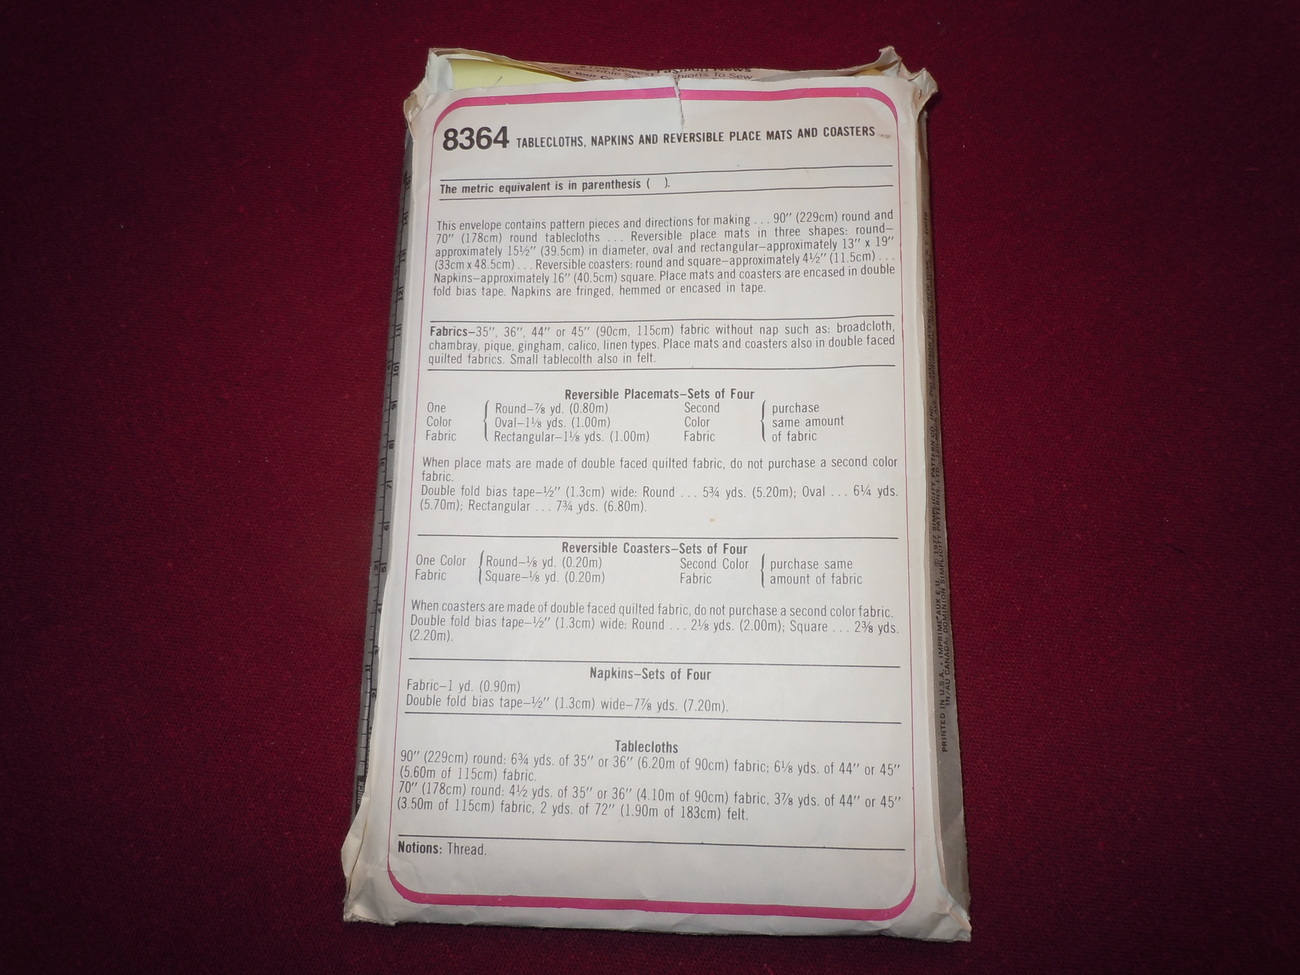 Fashion News
8364 TABLECLOTHS, NAPKINS AND REVERSIBLE PLACE MATS AND COASTERS
The metric equivalent is in parenthesis ( ).
This envelope contains pattern pieces and directions for making ... 90" (229cm) round and
70" (178cm) round tablecloths ... Reversible place mats in three shapes: round–
approximately 15½" (39.5cm) in diameter, oval and rectangular–approximately 13" x 19"
(33cm x 48.5cm) ... Reversible coasters: round and square–approximately 4½" (11.5cm) ...
Napkins–approximately 16" (40.5cm) square. Place mats and coasters are encased in double
fold bias tape. Napkins are fringed, hemmed or encased in tape.
Fabrics–35", 36", 44" or 45" (90cm, 115cm) fabric without nap such as: broadcloth,
chambray, pique, gingham, calico, linen types. Place mats and coasters also in double faced
quilted fabrics. Small tablecolth also in felt.
Reversible Placemats–Sets of Four
One Round–⅞ yd. (0.80m) Second purchase
Color Oval–1⅛ yds. (1.00m) Color same amount
Fabric Rectangular–1⅛ yds. (1.00m) Fabric of fabric
When place mats are made of double faced quilted fabric, do not purchase a second color
fabric.
Double fold bias tape–½" (1.3cm) wide: Round ... 5¾ yds. (5.20m); Oval ... 6¼ yds.
(5.70m); Rectangular ... 7¾ yds. (6.80m).
Reversible Coasters–Sets of Four
One Color Round–⅛ yd. (0.20m) Second Color purchase same
Fabric Square–⅛ yd. (0.20m) Fabric amount of fabric
When coasters are made of double faced quilted fabric, do not purchase a second color fabric.
Double fold bias tape–½" (1.3cm) wide: Round ... 2⅛ yds. (2.00m); Square ... 2⅜ yds.
(2.20m).
Napkins–Sets of Four
Fabric–1 yd. (0.90m)
Double fold bias tape–½" (1.3cm) wide–7⅞ yds. (7.20m).
Tablecloths
90" (229cm) round: 6¾ yds. of 35" or 36" (6.20m of 90cm) fabric; 6⅛ yds. of 44" or 45"
(5.60m of 115cm) fabric.
70" (178cm) round: 4½ yds. of 35" or 36" (4.10m of 90cm) fabric, 3⅞ yds. of 44" or 45"
(3.50m of 115cm) fabric, 2 yds. of 72" (1.90m of 183cm) felt.
Notions: Thread.
PRINTED IN U.S.A.